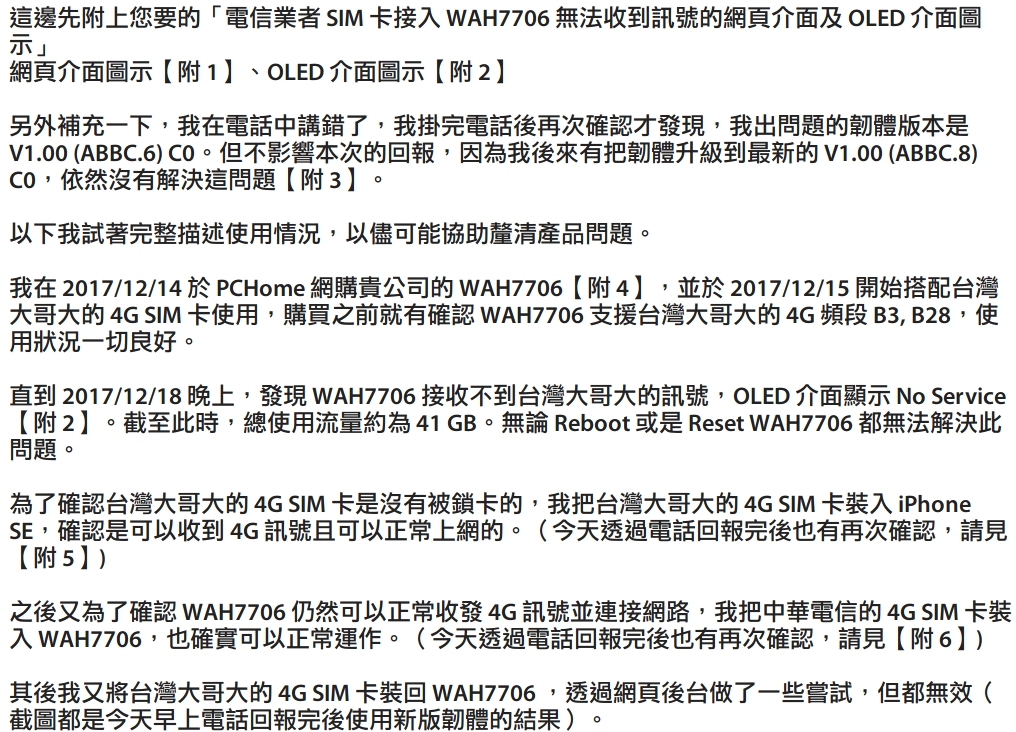 這邊先附上您要的「電信業者 SIM 卡接入 WAH7706 無法收到訊號的網頁介面及 OLED 介面圖
示」
網頁介面圖示【附 1】、OLED 介面圖示【附 2】
另外補充一下，我在電話中講錯了，我掛完電話後再次確認才發現，我出問題的韌體版本是
V1.00 (ABBC.6) C0。但不影響本次的回報，因為我後來有把韌體升級到最新的 V1.00 (ABBC.8)
C0，依然沒有解決這問題【附 3】。
以下我試著完整描述使用情況，以儘可能協助釐清產品問題。
我在 2017/12/14 於 PCHome 網購貴公司的 WAH7706【附 4】，並於 2017/12/15 開始搭配台灣
大哥大的 4G SIM 卡使用，購買之前就有確認 WAH7706 支援台灣大哥大的 4G 頻段 B3, B28，使
用狀況一切良好。
直到 2017/12/18 晚上，發現 WAH7706 接收不到台灣大哥大的訊號，OLED 介面顯示 No Service
【附 2】。截至此時，總使用流量約為 41 GB。無論 Reboot 或是 Reset WAH7706 都無法解決此
問題。
為了確認台灣大哥大的 4G SIM 卡是沒有被鎖卡的，我把台灣大哥大的 4G SIM 卡裝入 iPhone
SE，確認是可以收到 4G 訊號且可以正常上網的。（今天透過電話回報完後也有再次確認，請見
【附 5】)
之後又為了確認 WAH7706 仍然可以正常收發 4G 訊號並連接網路，我把中華電信的 4G SIM 卡裝
入 WAH7706，也確實可以正常運作。（今天透過電話回報完後也有再次確認，請見【附 6】)
其後我又將台灣大哥大的 4G SIM 卡裝回 WAH7706 ，透過網頁後台做了一些嘗試，但都無效（
截圖都是今天早上電話回報完後使用新版韌體的結果）。